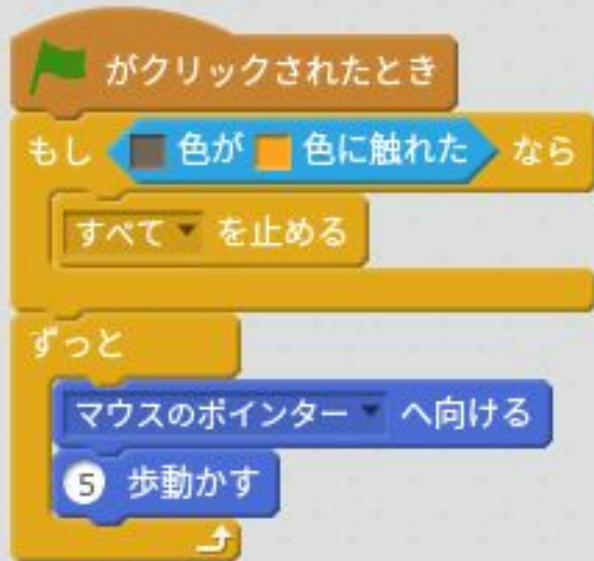 がクリックされたとき
もし 色が 色に触れた なら
すべて を止める
ずっと
マウスのポインター へ向ける
5 歩動かす